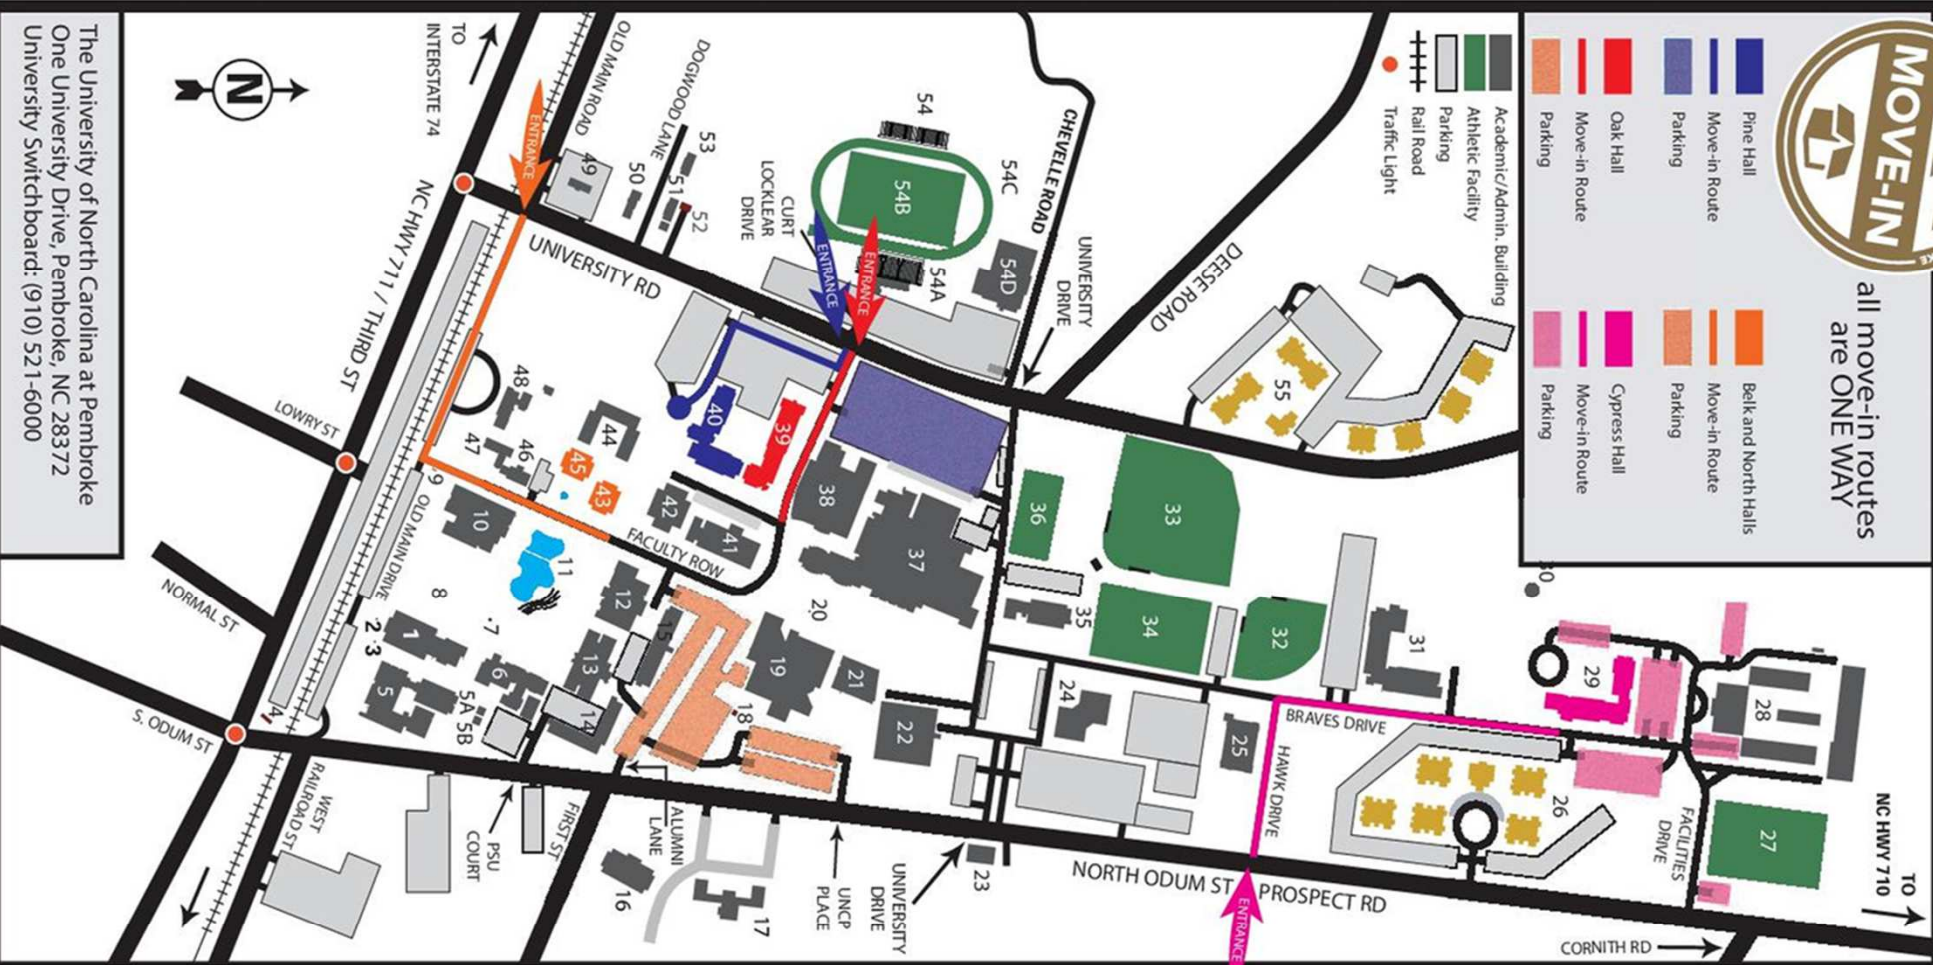 MOVE-IN
all move-in routes
are ONE WAY
Pine Hall
Move-in Route
Parking
Oak Hall
Move-in Route
Parking
Belk and North Halls
Move-in Route
Parking
Cypress Hall
Move-in Route
Parking
Academic/Admin. Building
Athletic Facility
Parking
Rail Road
Traffic Light
The University of North Carolina at Pembroke
One University Drive, Pembroke, NC 28372
University Switchboard: (910) 521-6000
N
TO
INTERSTATE 74
OLD MAIN ROAD
DOGWOOD LANE
ENTRANCE
NC HWY 711 / THIRD ST
UNIVERSITY RD
CURT
LOCKLEAR
DRIVE
ENTRANCE
ENTRANCE
CHEVELLE ROAD
UNIVERSITY
DRIVE
DEESE ROAD
LOWRY ST
NORMAL ST
S. ODUM ST
OLD MAIN DRIVE
FACULTY ROW
WEST
RAILROAD ST
PSU
COURT
FIRST ST
ALUMNI
LANE
UNCP
PLACE
UNIVERSITY
DRIVE
NORTH ODUM ST
PROSPECT RD
ENTRANCE
HAWK DRIVE
BRAVES DRIVE
FACILITIES
DRIVE
CORNITH RD
TO
NC HWY 710
1
2
3
4
5
5A
5B
6
7
8
9
10
11
12
13
14
15
16
17
18
19
20
21
22
23
24
25
26
27
28
29
30
31
32
33
34
35
36
37
38
39
40
41
42
43
44
45
46
47
48
49
50
51
52
53
54
54A
54B
54C
54D
55